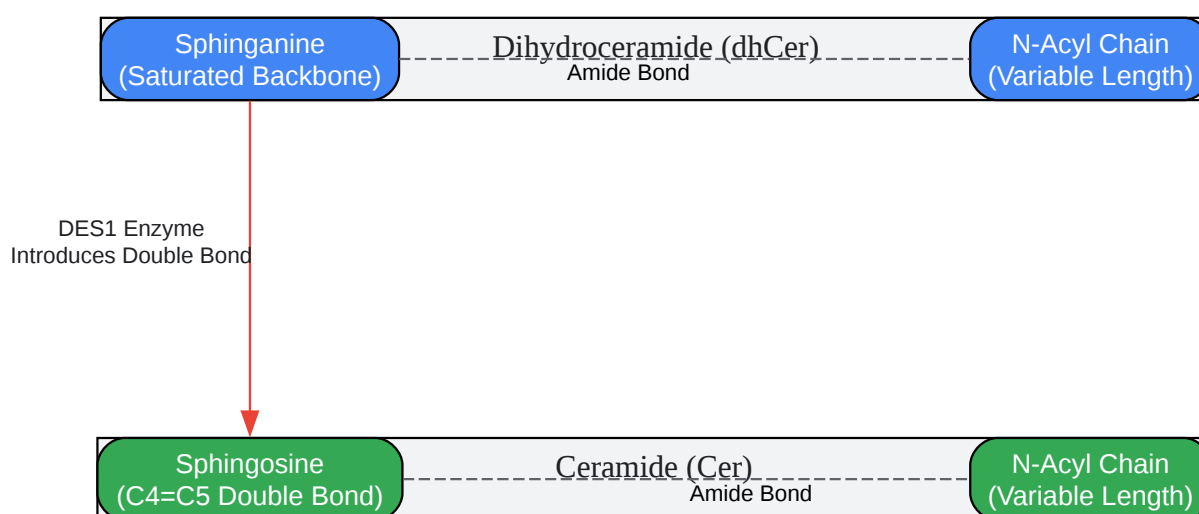 Sphinganine
(Saturated Backbone)
Dihydroceramide (dhCer)
Amide Bond
N-Acyl Chain
(Variable Length)
DES1 Enzyme
Introduces Double Bond
Sphingosine
(C4=C5 Double Bond)
Ceramide (Cer)
Amide Bond
N-Acyl Chain
(Variable Length)